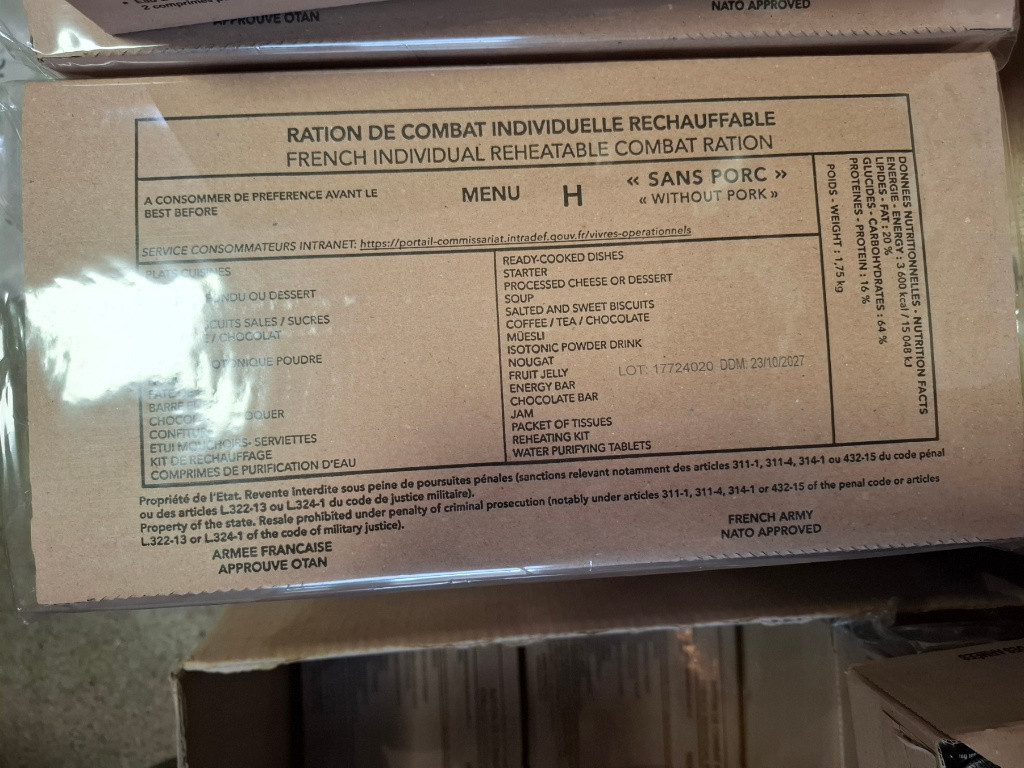 2 comprimés
APPROUVE OTAN
NATO APPROVED
RATION DE COMBAT INDIVIDUELLE RECHAUFFABLE
FRENCH INDIVIDUAL REHEATABLE COMBAT RATION
A CONSOMMER DE PREFERENCE AVANT LE
BEST BEFORE
MENU H « SANS PORC »
« WITHOUT PORK »
SERVICE CONSOMMATEURS INTRANET: https://portail-commissariat.intradef.gouv.fr/vivres-operationnels
PLATS CUISINES
OU DESSERT
SALES / SUCRES
/ CHOCOLAT
POUDRE
CONFITURE
ETUI MOUCHOIRS- SERVIETTES
KIT DE RECHAUFFAGE
COMPRIMES DE PURIFICATION D'EAU
READY-COOKED DISHES
STARTER
PROCESSED CHEESE OR DESSERT
SOUP
SALTED AND SWEET BISCUITS
COFFEE / TEA / CHOCOLATE
MÜESLI
ISOTONIC POWDER DRINK
NOUGAT
FRUIT JELLY
ENERGY BAR
CHOCOLATE BAR
JAM
PACKET OF TISSUES
REHEATING KIT
WATER PURIFYING TABLETS
LOT: 17724020 DDM: 23/10/2027
DONNEES NUTRITIONNELLES - NUTRITION FACTS
ENERGIE - ENERGY : 3 600 kcal / 15 048 kJ
LIPIDES - FAT : 20 %
GLUCIDES - CARBOHYDRATES : 64 %
PROTEINES - PROTEIN : 16 %
POIDS - WEIGHT : 1,75 kg
Propriété de l'Etat. Revente interdite sous peine de poursuites pénales (sanctions relevant notamment des articles 311-1, 311-4, 314-1 ou 432-15 du code pénal
ou des articles L.322-13 ou L.324-1 du code de justice militaire).
Property of the state. Resale prohibited under penalty of criminal prosecution (notably under articles 311-1, 311-4, 314-1 or 432-15 of the penal code or articles
L.322-13 or L.324-1 of the code of military justice).
ARMEE FRANCAISE
APPROUVE OTAN
FRENCH ARMY
NATO APPROVED